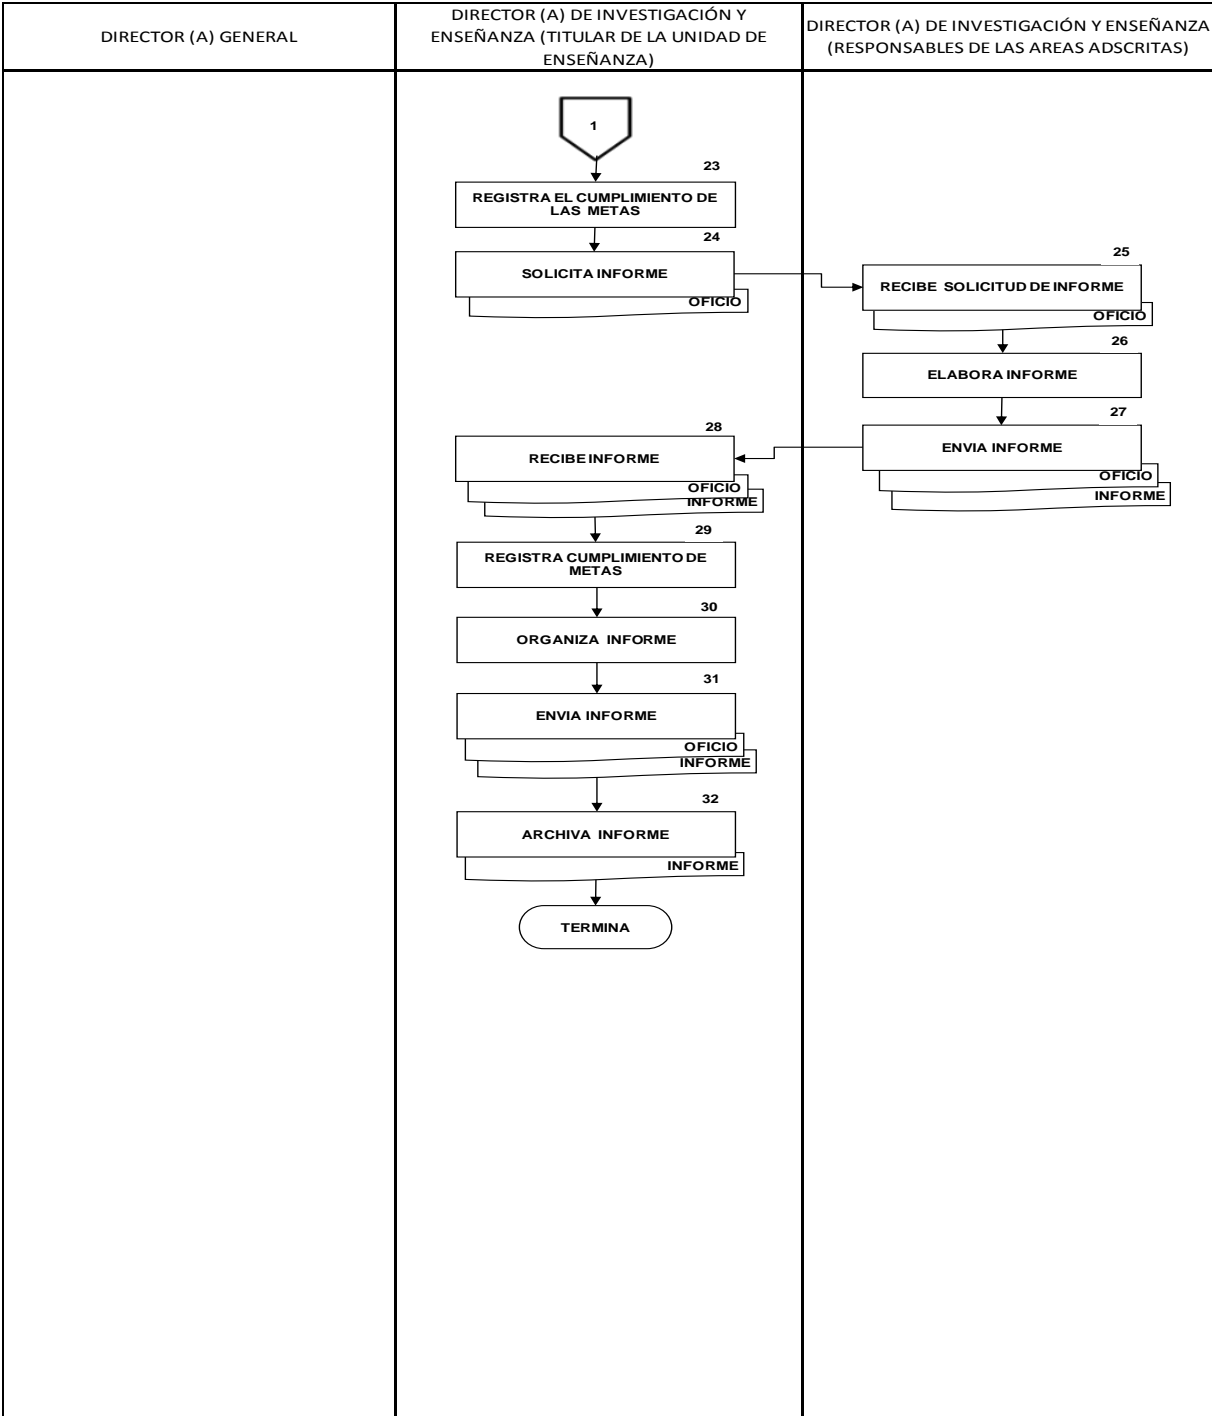 DIRECTOR (A) GENERAL
DIRECTOR (A) DE INVESTIGACIÓN Y
ENSEÑANZA (TITULAR DE LA UNIDAD DE
ENSEÑANZA)
DIRECTOR (A) DE INVESTIGACIÓN Y ENSEÑANZA
(RESPONSABLES DE LAS AREAS ADSCRITAS)
1
23
REGISTRA EL CUMPLIMIENTO DE
LAS METAS
24
SOLICITA INFORME
OFICIO
25
RECIBE SOLICITUD DE INFORME
OFICIO
26
ELABORA INFORME
27
ENVIA INFORME
OFICIO
INFORME
28
RECIBE INFORME
OFICIO
INFORME
29
REGISTRA CUMPLIMIENTO DE
METAS
30
ORGANIZA INFORME
31
ENVIA INFORME
OFICIO
INFORME
32
ARCHIVA INFORME
INFORME
TERMINA